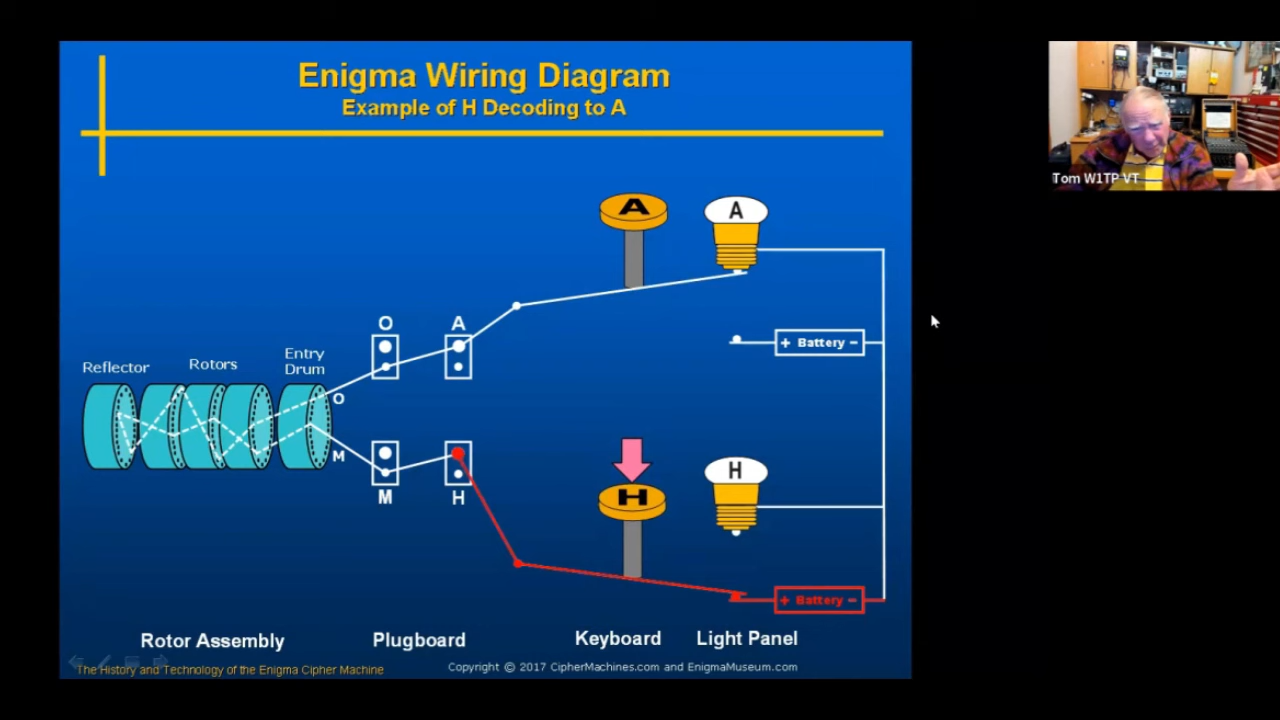 Enigma Wiring Diagram
Example of H Decoding to A
Tom W1TP VT
A
A
O
A
+ Battery −
Reflector
Rotors
Entry
Drum
O
M
M
H
H
H
+ Battery −
Rotor Assembly
Plugboard
Keyboard
Light Panel
The History and Technology of the Enigma Cipher Machine
Copyright © 2017 CipherMachines.com and EnigmaMuseum.com